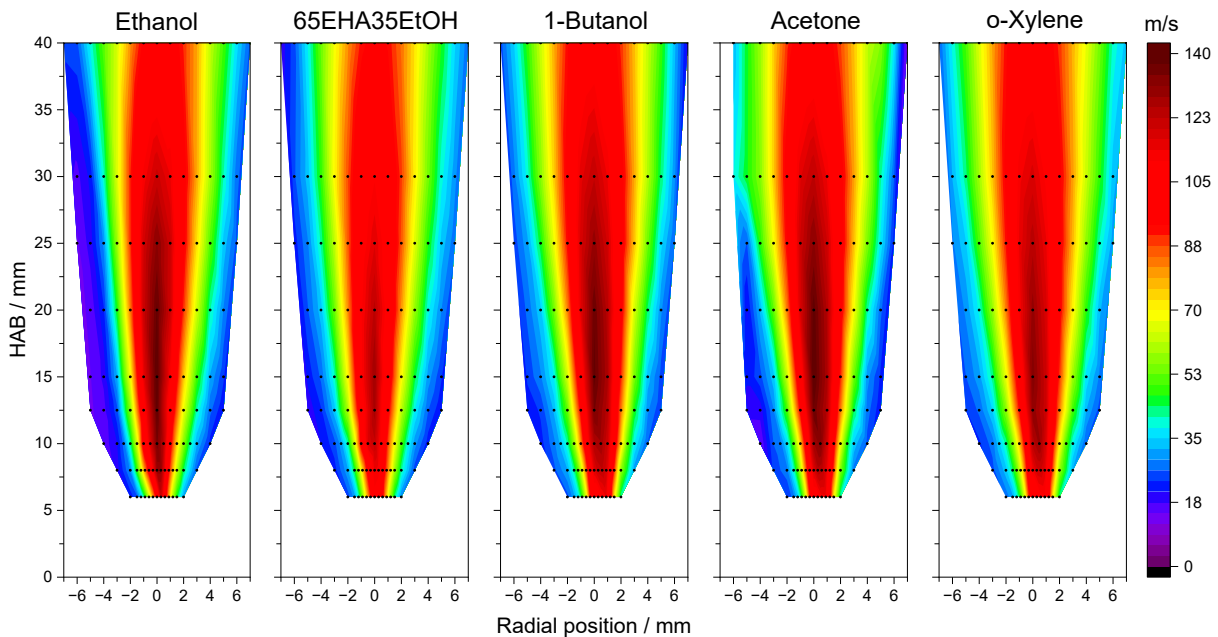 Ethanol 65EHA35EtOH 1-Butanol Acetone o-Xylene m/s
40 140
35 123
30 105
25 88
20 70
15 53
10 35
5 18
0 0
HAB / mm
−6 −4 −2 0 2 4 6 −6 −4 −2 0 2 4 6 −6 −4 −2 0 2 4 6 −6 −4 −2 0 2 4 6 −6 −4 −2 0 2 4 6
Radial position / mm